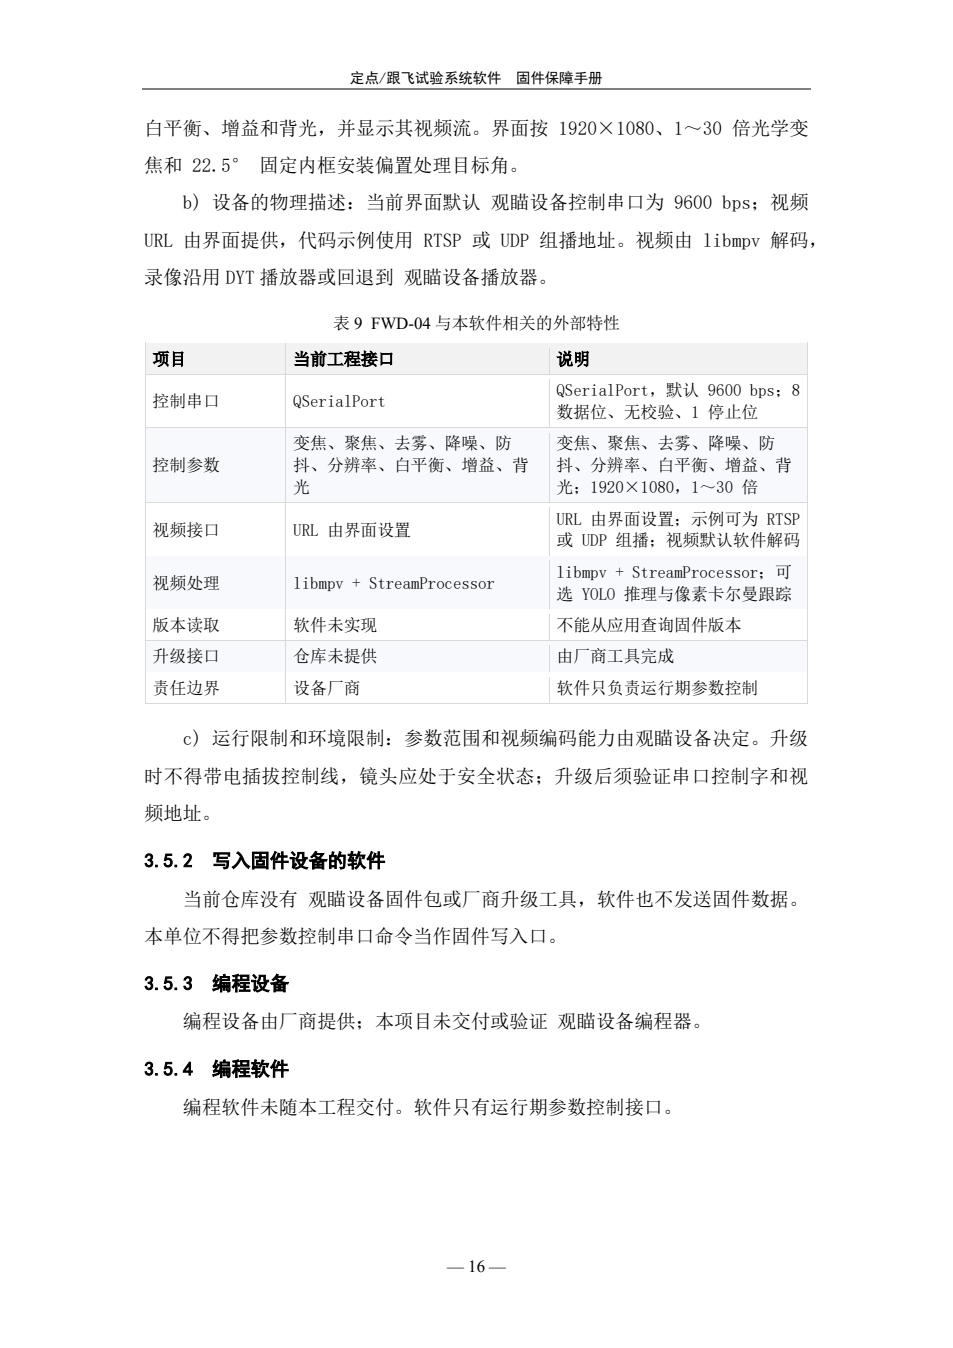 定点/跟飞试验系统软件　固件保障手册
白平衡、增益和背光，并显示其视频流。界面按 1920×1080、1～30 倍光学变
焦和 22.5° 固定内框安装偏置处理目标角。
b) 设备的物理描述：当前界面默认 观瞄设备控制串口为 9600 bps；视频
URL 由界面提供，代码示例使用 RTSP 或 UDP 组播地址。视频由 libmpv 解码，
录像沿用 DYT 播放器或回退到 观瞄设备播放器。
表 9 FWD-04 与本软件相关的外部特性
项目 当前工程接口 说明
控制串口 QSerialPort
QSerialPort，默认 9600 bps；8
数据位、无校验、1 停止位
控制参数
变焦、聚焦、去雾、降噪、防
抖、分辨率、白平衡、增益、背
光
变焦、聚焦、去雾、降噪、防
抖、分辨率、白平衡、增益、背
光；1920×1080，1～30 倍
视频接口 URL 由界面设置
URL 由界面设置；示例可为 RTSP
或 UDP 组播；视频默认软件解码
视频处理 libmpv + StreamProcessor
libmpv + StreamProcessor；可
选 YOLO 推理与像素卡尔曼跟踪
版本读取 软件未实现 不能从应用查询固件版本
升级接口 仓库未提供 由厂商工具完成
责任边界 设备厂商 软件只负责运行期参数控制
c) 运行限制和环境限制：参数范围和视频编码能力由观瞄设备决定。升级
时不得带电插拔控制线，镜头应处于安全状态；升级后须验证串口控制字和视
频地址。
3.5.2 写入固件设备的软件
当前仓库没有 观瞄设备固件包或厂商升级工具，软件也不发送固件数据。
本单位不得把参数控制串口命令当作固件写入口。
3.5.3 编程设备
编程设备由厂商提供；本项目未交付或验证 观瞄设备编程器。
3.5.4 编程软件
编程软件未随本工程交付。软件只有运行期参数控制接口。
— 16 —